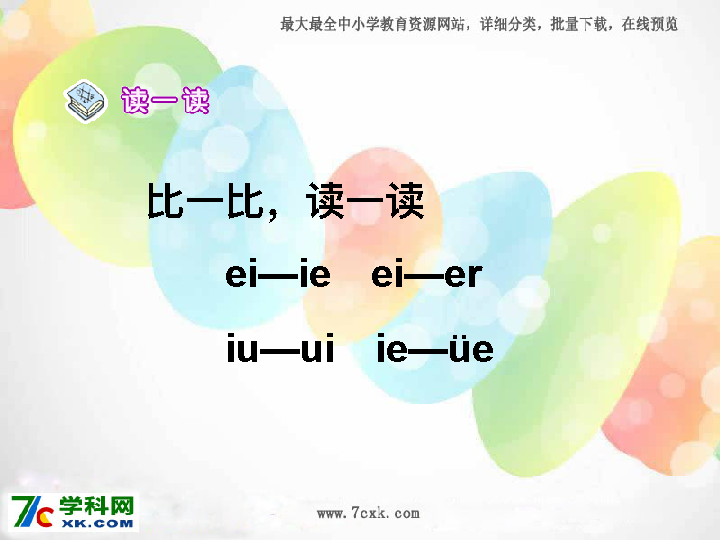 最大最全中小学教育资源网站，详细分类，批量下载，在线预览
读一读
比一比，读一读
ei—ie ei—er
iu—ui ie—üe
7C 学科网
XK.COM
www.7cxk.com